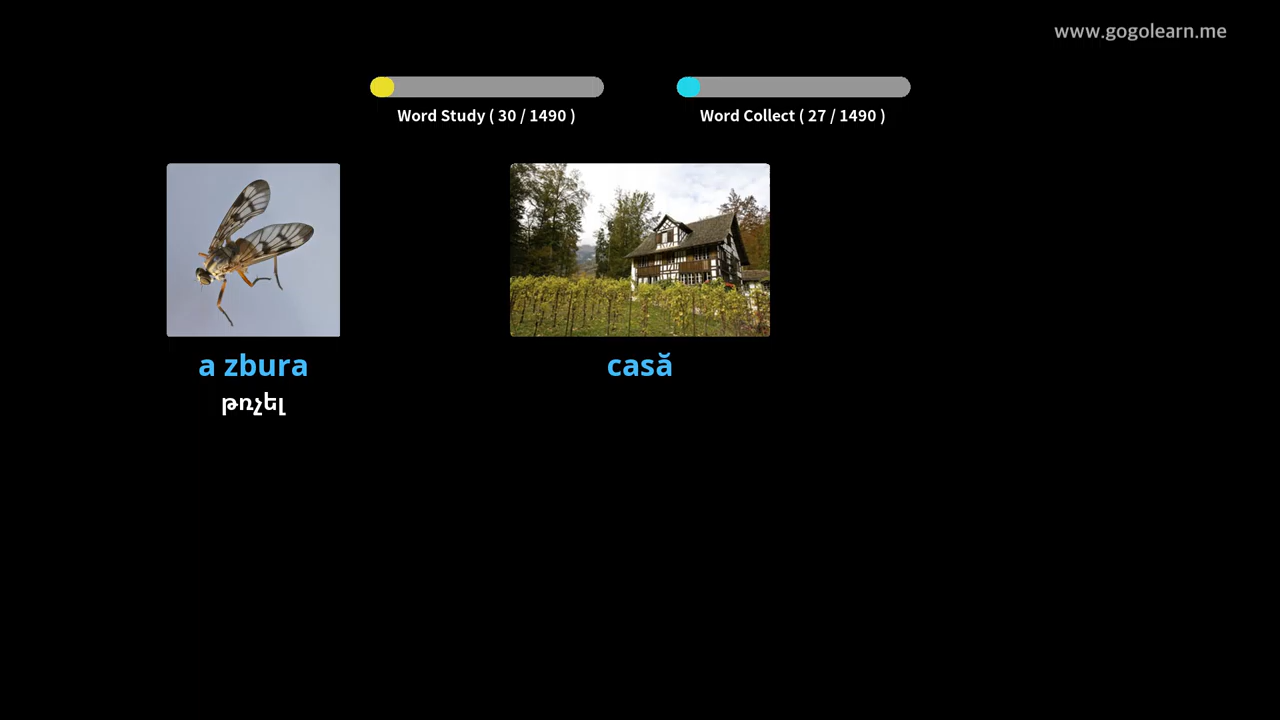 www.gogolearn.me
Word Study ( 30 / 1490 )
Word Collect ( 27 / 1490 )
a zbura
թռչել
casă